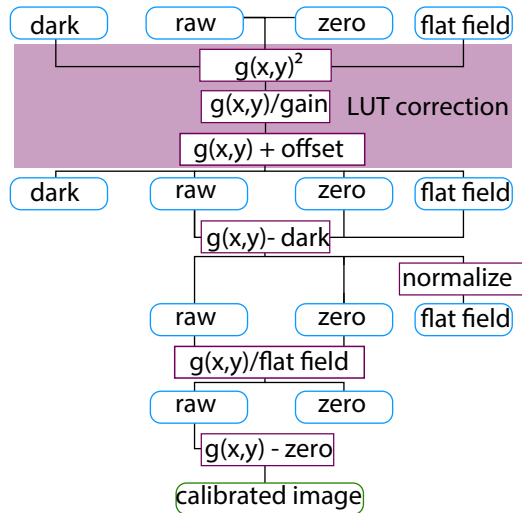 dark raw zero flat field
g(x,y)²
g(x,y)/gain LUT correction
g(x,y) + offset
dark raw zero flat field
g(x,y)- dark
normalize
raw zero flat field
g(x,y)/flat field
raw zero
g(x,y) - zero
calibrated image